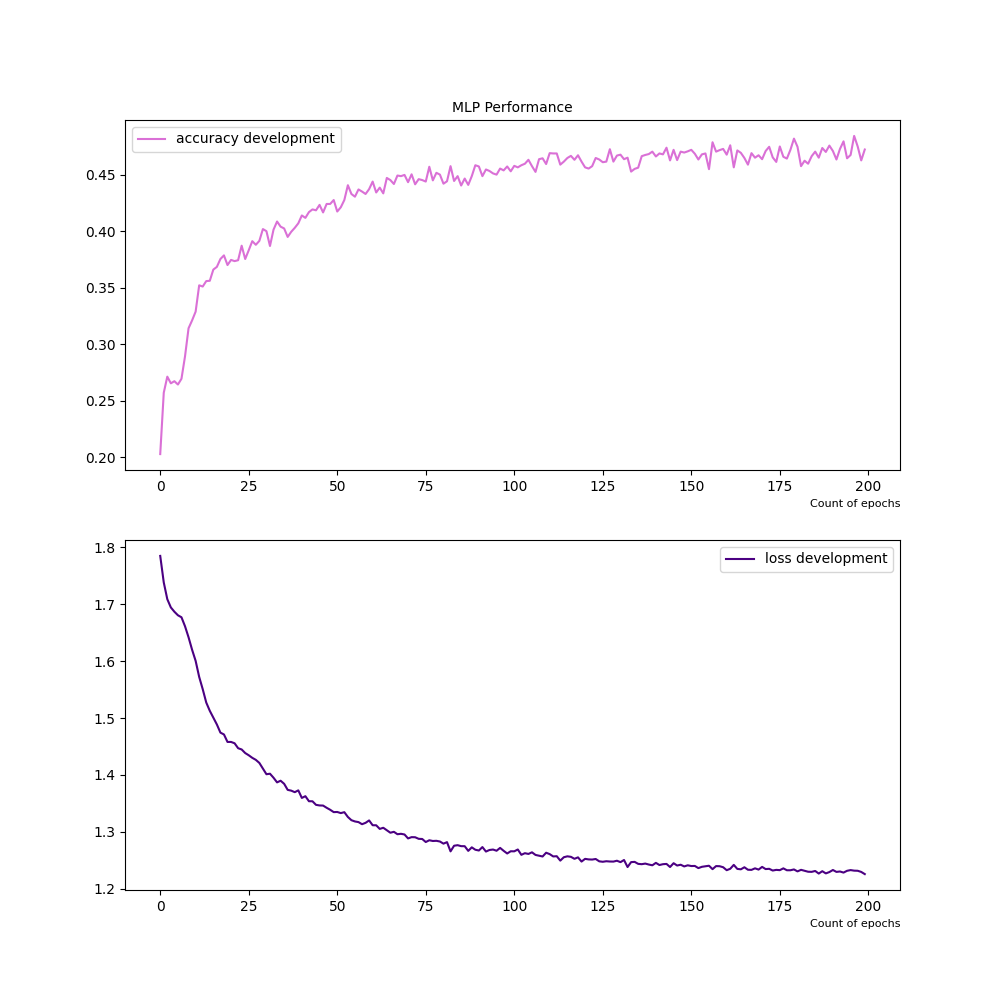 MLP Performance
accuracy development
0.45
0.40
0.35
0.30
0.25
0.20
0 25 50 75 100 125 150 175 200
Count of epochs
loss development
1.8
1.7
1.6
1.5
1.4
1.3
1.2
0 25 50 75 100 125 150 175 200
Count of epochs